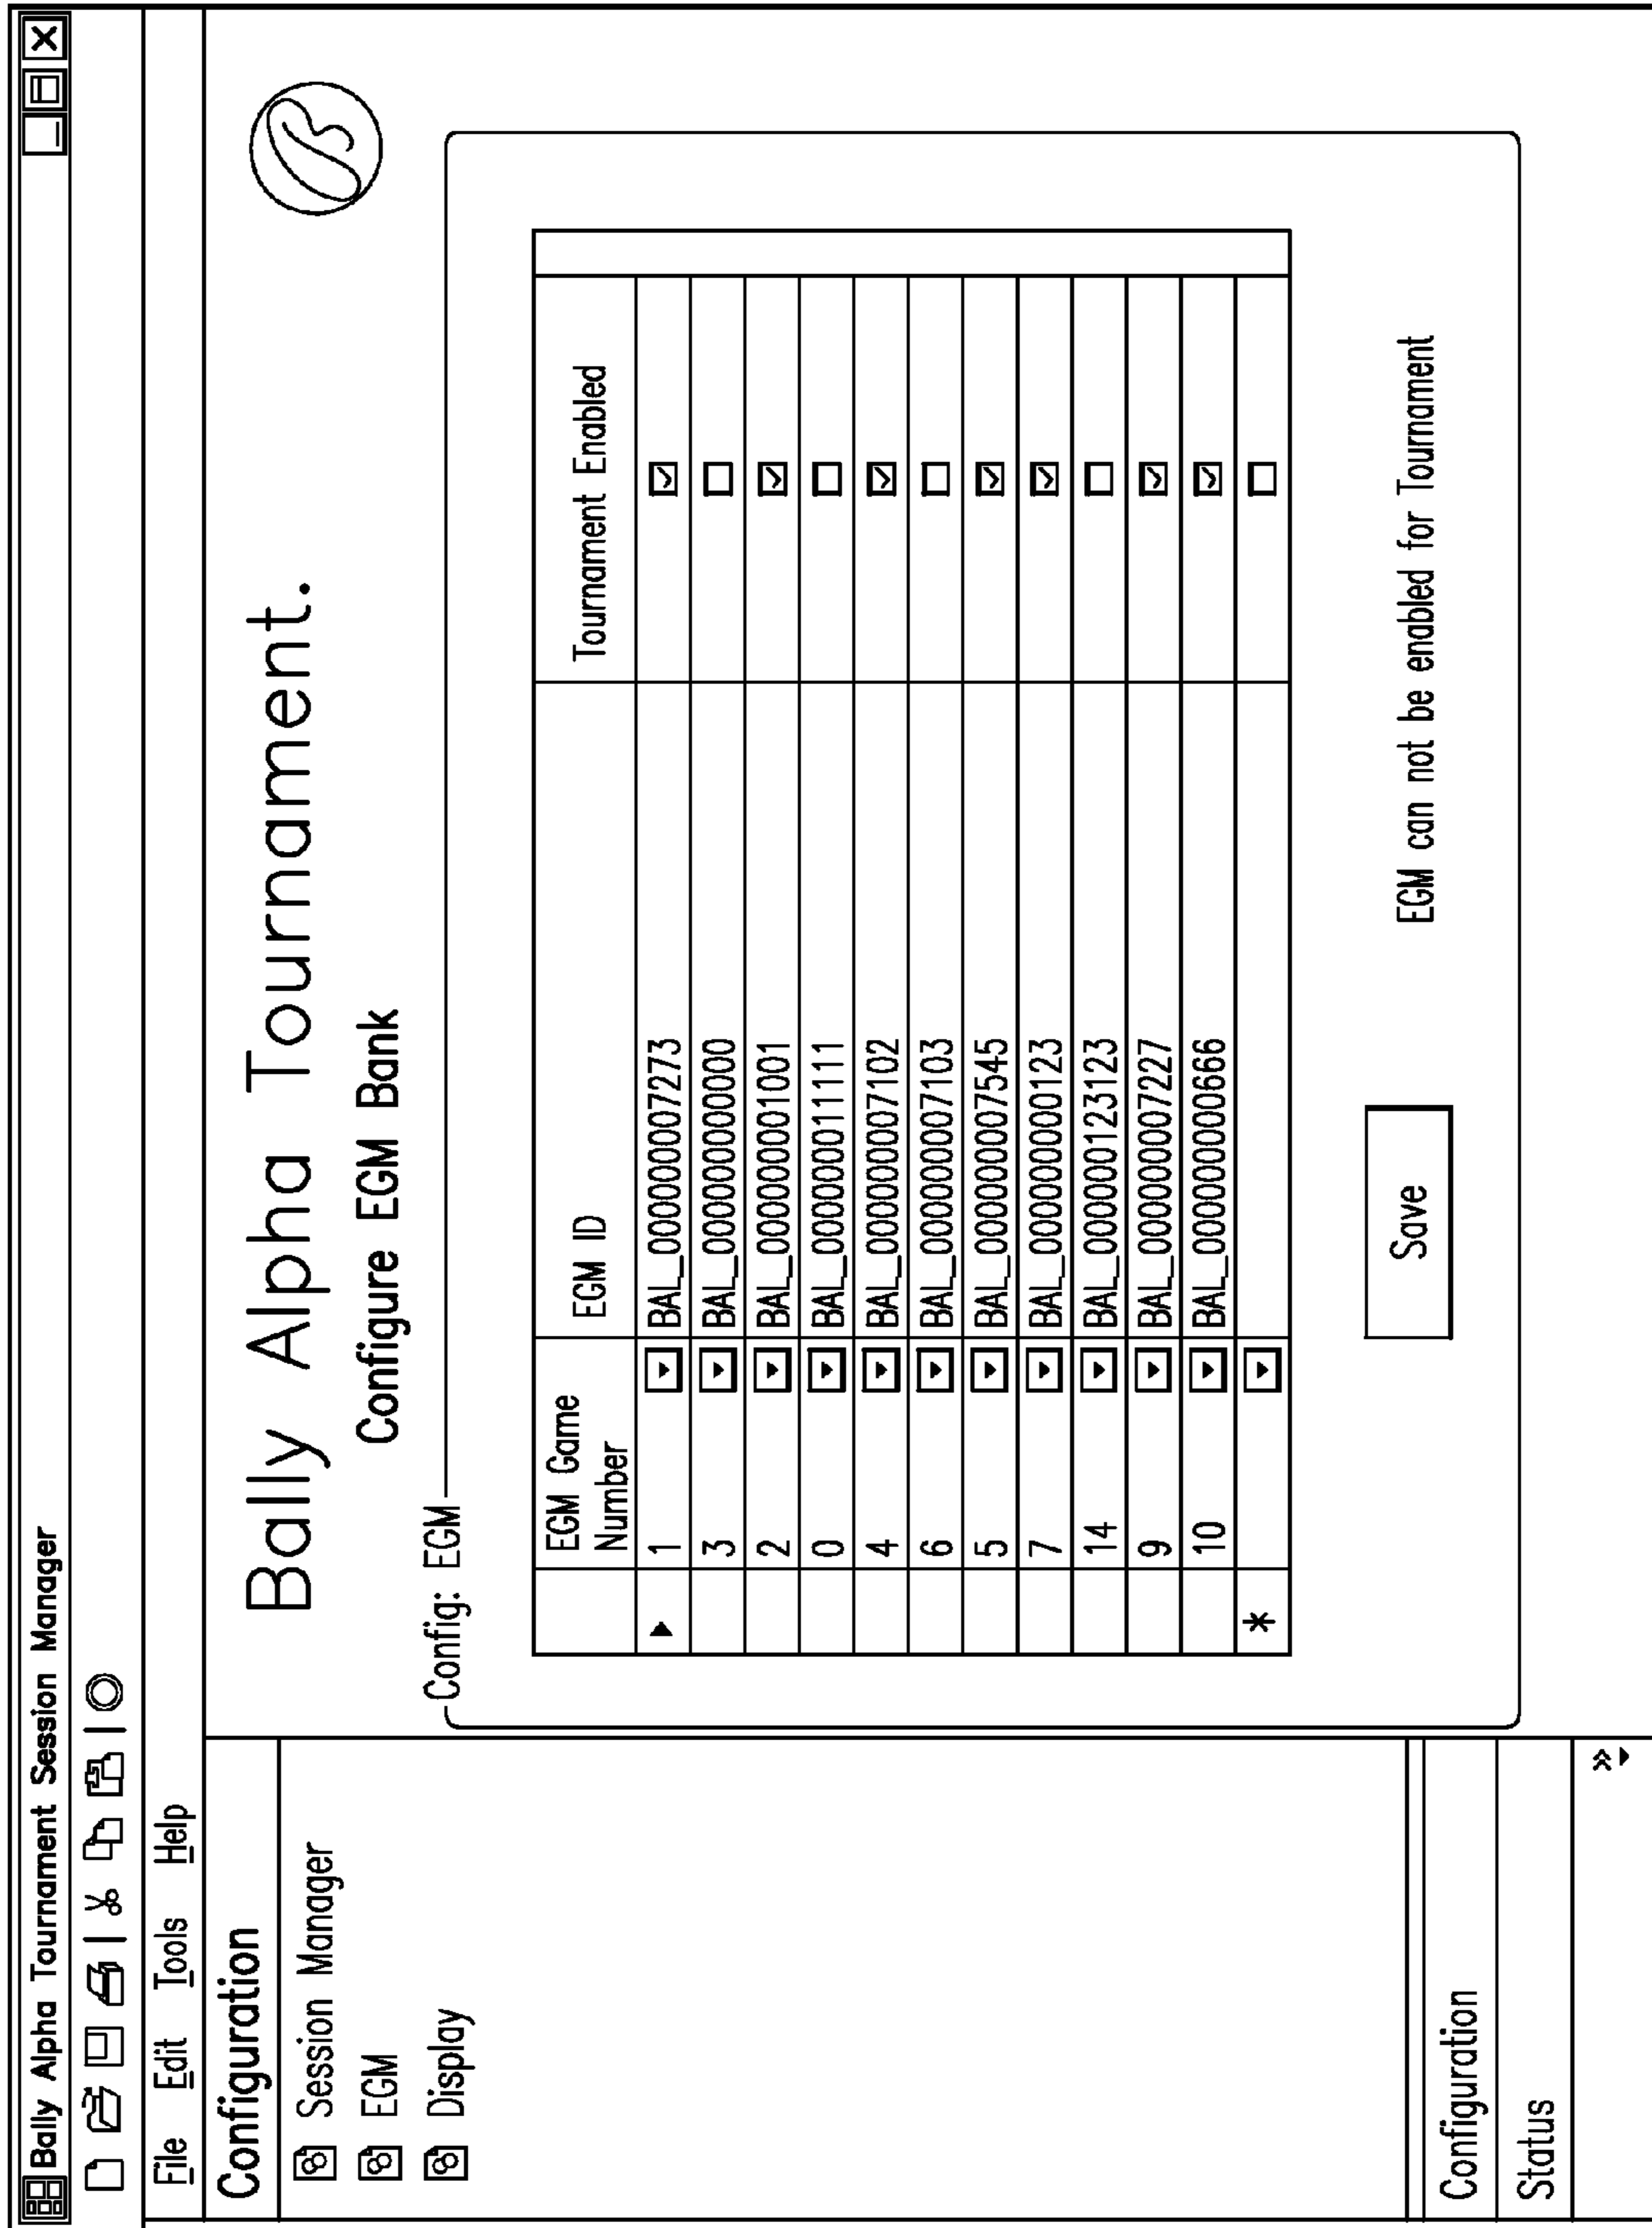 Bally Alpha Tournament Session Manager
File Edit Tools Help
Configuration
Session Manager
EGM
Display
Configuration
Status
Bally Alpha Tournament.
Configure EGM Bank
Config: EGM
EGM Game Number EGM ID Tournament Enabled
1 BAL_000000007273
3 BAL_000000000000
2 BAL_000000001001
0 BAL_000000011111
4 BAL_000000007102
6 BAL_000000007103
5 BAL_000000007545
7 BAL_000000000123
14 BAL_000000123123
9 BAL_000000007227
10 BAL_000000000666
*
Save EGM can not be enabled for Tournament